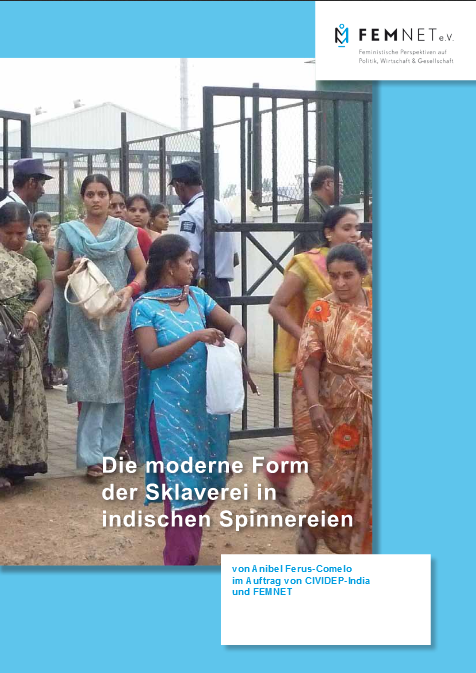 FEMNET e.V.
Feministische Perspektiven auf
Politik, Wirtschaft & Gesellschaft
Die moderne Form
der Sklaverei in
indischen Spinnereien
von Anibel Ferus-Comelo
im Auftrag von CIVIDEP-India
und FEMNET